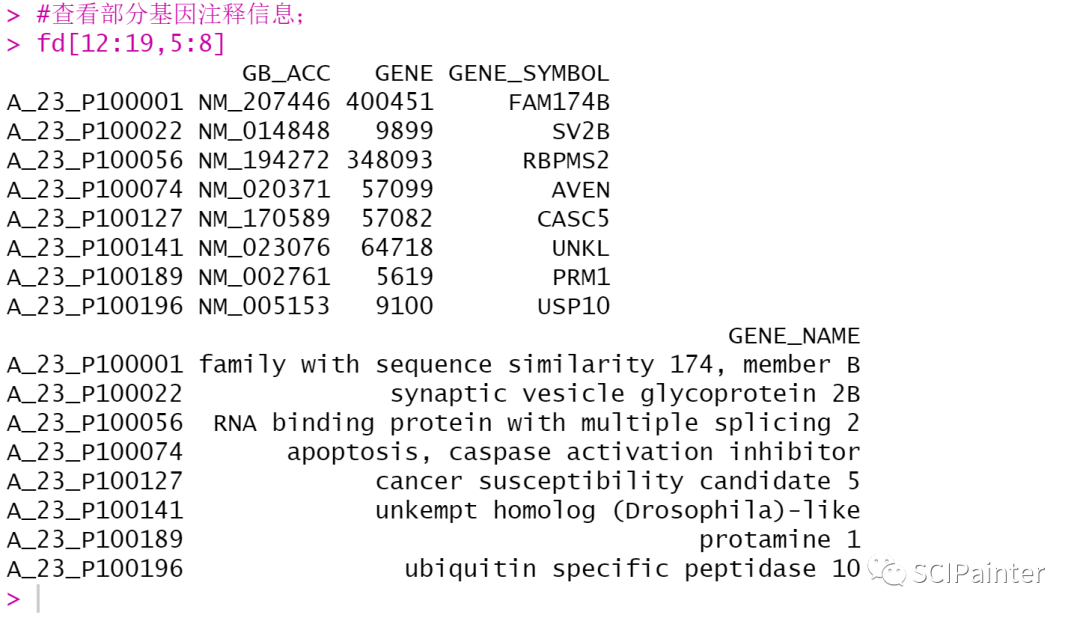 > #查看部分基因注释信息;
> fd[12:19,5:8]
GB_ACC GENE GENE_SYMBOL
A_23_P100001 NM_207446 400451 FAM174B
A_23_P100022 NM_014848 9899 SV2B
A_23_P100056 NM_194272 348093 RBPMS2
A_23_P100074 NM_020371 57099 AVEN
A_23_P100127 NM_170589 57082 CASC5
A_23_P100141 NM_023076 64718 UNKL
A_23_P100189 NM_002761 5619 PRM1
A_23_P100196 NM_005153 9100 USP10
GENE_NAME
A_23_P100001 family with sequence similarity 174, member B
A_23_P100022 synaptic vesicle glycoprotein 2B
A_23_P100056 RNA binding protein with multiple splicing 2
A_23_P100074 apoptosis, caspase activation inhibitor
A_23_P100127 cancer susceptibility candidate 5
A_23_P100141 unkempt homolog (Drosophila)-like
A_23_P100189 protamine 1
A_23_P100196 ubiquitin specific peptidase 10
SCIPainter
>